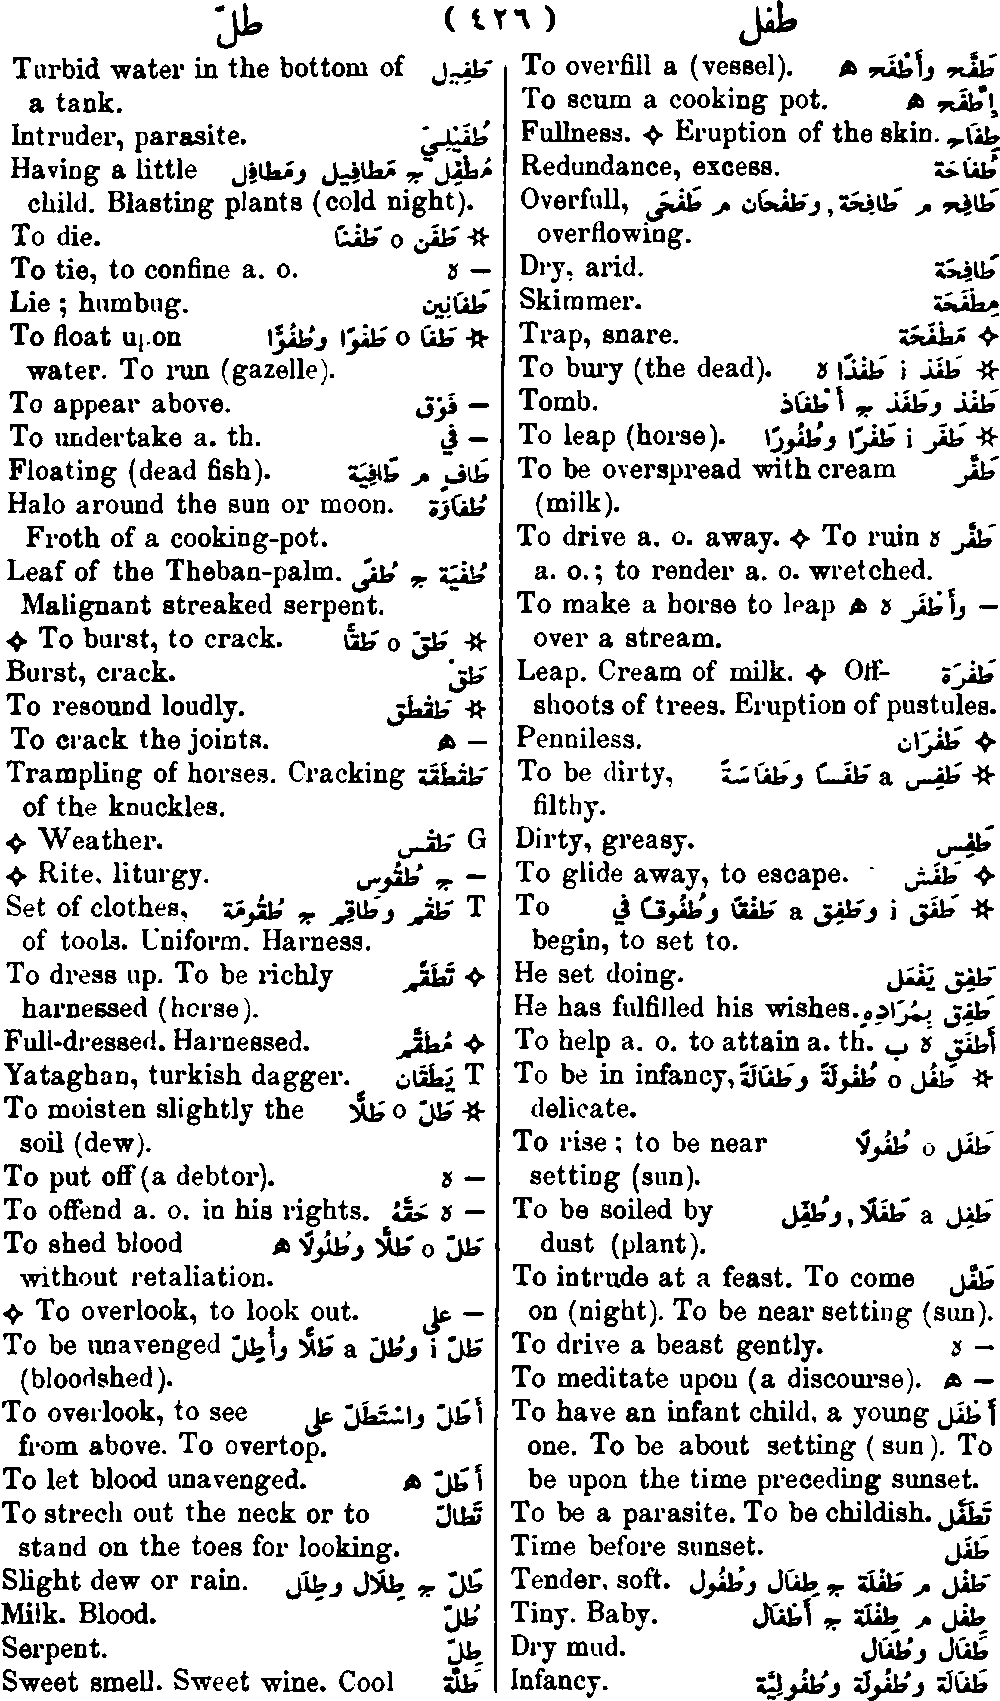 طفل ( ٤٢٦ ) طلّ
To overfill a (vessel). طَفَّح وأَطْفَح ه
To scum a cooking pot. إِطَّفَح ه
Fullness. ✧ Eruption of the skin. طِفَاح
Redundance, excess. طُفَاحَة
Overfull, طَافِح م طَافِحَة, وطَفْحَان م طَفْحَى
overflowing.
Dry, arid. طَافِحَة
Skimmer. مِطْفَحَة
Trap, snare. ✧ مَطْفَحَة
To bury (the dead). ✲ طَفَذ i طَفْذًا ه
Tomb. طَفْذ وطَفَذ ج أَطْفَاذ
To leap (horse). ✲ طَفَر i طَفْرًا وطُفُورًا
To be overspread with cream طَفَّر
(milk).
To drive a. o. away. ✧ To ruin طَفَّر ه
a. o.; to render a. o. wretched.
To make a horse to leap — وأَطْفَر ه ه
over a stream.
Leap. Cream of milk. ✧ Off- طَفْرَة
shoots of trees. Eruption of pustules.
Penniless. ✧ طَفْرَان
To be dirty, ✲ طَفِس a طَفَسًا وطَفَاسَةً
filthy.
Dirty, greasy. طَفِس
To glide away, to escape. ✧ طَفَش
To ✲ طَفَق i وطَفِق a طَفْقًا وطُفُوقًا في
begin, to set to.
He set doing. طَفِق يَفْعَل
He has fulfilled his wishes. طَفِق بِمُرَادِهِ
To help a. o. to attain a. th. أَطْفَق ه ب
To be in infancy, ✲ طَفُل o طُفُولَةً وطَفَالَةً
delicate.
To rise; to be near طَفَل o طُفُولًا
setting (sun).
To be soiled by طَفِل a طَفَلًا, وطُفِّل
dust (plant).
To intrude at a feast. To come طَفَّل
on (night). To be near setting (sun).
To drive a beast gently. — ه
To meditate upon (a discourse). — ه
To have an infant child, a young أَطْفَل
one. To be about setting (sun). To
be upon the time preceding sunset.
To be a parasite. To be childish. تَطَفَّل
Time before sunset. طَفَل
Tender, soft. طَفْل م طَفْلَة ج طِفَال وطُفُول
Tiny. Baby. طِفْل م طِفْلَة ج أَطْفَال
Dry mud. طَفَال وطُفَال
Infancy. طَفَالَة وطُفُولَة وطُفُولِيَّة
Turbid water in the bottom of طَفِيل
a tank.
Intruder, parasite. طُفَيْلِيّ
Having a little مُطْفِل ج مَطَافِيل ومَطَافِل
child. Blasting plants (cold night).
To die. ✲ طَفَن o طَفْنًا
To tie, to confine a. o. — ه
Lie; humbug. طَفَانِين
To float upon ✲ طَفَا o طَفْوًا وطُفُوًّا
water. To run (gazelle).
To appear above. — فَوْق
To undertake a. th. — في
Floating (dead fish). طَافٍ م طَافِيَة
Halo around the sun or moon. طُفَاوَة
Froth of a cooking-pot.
Leaf of the Theban-palm. طُفْيَة ج طُفًى
Malignant streaked serpent.
✧ To burst, to crack. ✲ طَقَّ o طَقًّا
Burst, crack. طَقّ
To resound loudly. ✲ طَقْطَق
To crack the joints. — ه
Trampling of horses. Cracking طَقْطَقَة
of the knuckles.
✧ Weather. G طَقْس
✧ Rite, liturgy. — ج طُقُوس
Set of clothes, T طَقْم وطَاقِم ج طُقُومَة
of tools. Uniform. Harness.
To dress up. To be richly ✧ تَطَقَّم
harnessed (horse).
Full-dressed. Harnessed. ✧ مُطَقَّم
Yataghan, turkish dagger. T يَطَقَان
To moisten slightly the ✲ طَلّ o طَلًّا
soil (dew).
To put off (a debtor). — ه
To offend a. o. in his rights. — ه حَقَّهُ
To shed blood طَلّ o طَلًّا وطُلُولًا ه
without retaliation.
✧ To overlook, to look out. — على
To be unavenged طَلّ i وطُلّ a طَلًّا وأُطِلّ
(bloodshed).
To overlook, to see أَطَلّ واسْتَطَلّ على
from above. To overtop.
To let blood unavenged. أَطَلّ ه
To strech out the neck or to تَطَالّ
stand on the toes for looking.
Slight dew or rain. طَلّ ج طِلَال وطِلَل
Milk. Blood. طُلّ
Serpent. طِلّ
Sweet smell. Sweet wine. Cool طَلَّة